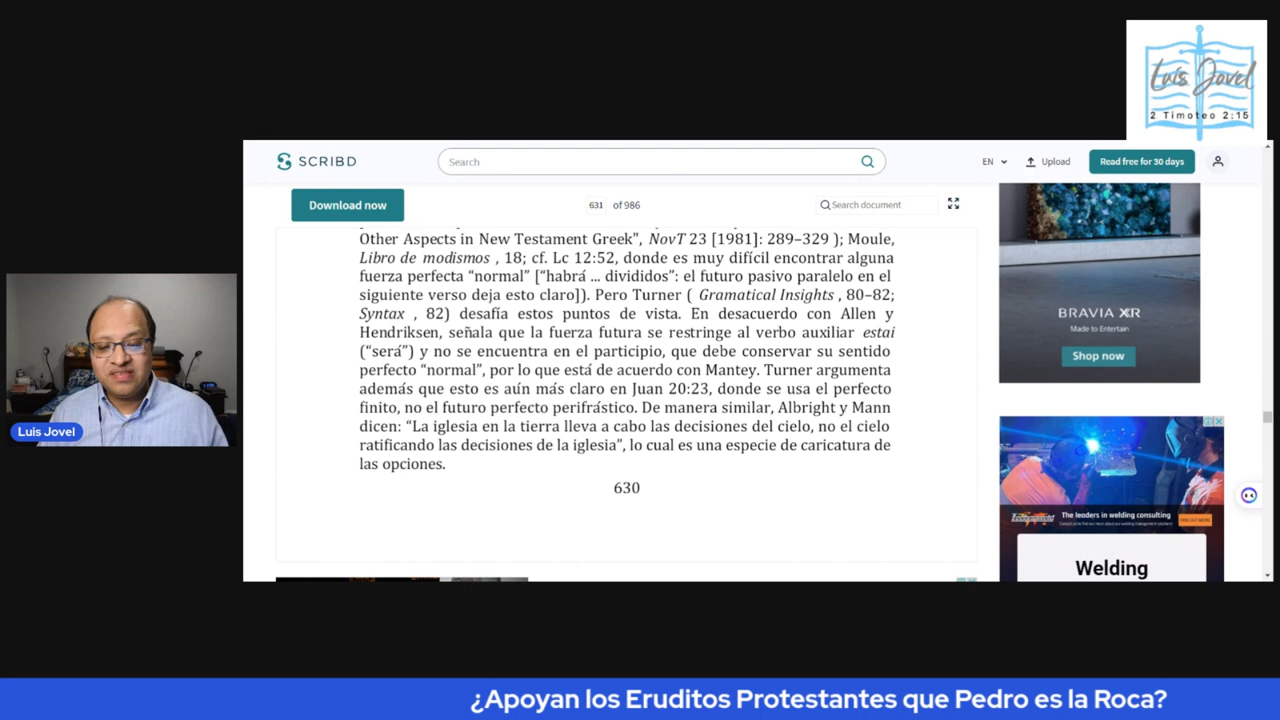 Luis Jovel
2 Timoteo 2:15
SCRIBD
Search
EN
Upload
Read free for 30 days
Download now
631 of 986
Search document
Other Aspects in New Testament Greek", NovT 23 [1981]: 289–329 ); Moule,
Libro de modismos , 18; cf. Lc 12:52, donde es muy difícil encontrar alguna
fuerza perfecta “normal” [“habrá ... divididos”: el futuro pasivo paralelo en el
siguiente verso deja esto claro]). Pero Turner ( Gramatical Insights , 80–82;
Syntax , 82) desafía estos puntos de vista. En desacuerdo con Allen y
Hendriksen, señala que la fuerza futura se restringe al verbo auxiliar estai
(“será”) y no se encuentra en el participio, que debe conservar su sentido
perfecto “normal”, por lo que está de acuerdo con Mantey. Turner argumenta
además que esto es aún más claro en Juan 20:23, donde se usa el perfecto
finito, no el futuro perfecto perifrástico. De manera similar, Albright y Mann
dicen: “La iglesia en la tierra lleva a cabo las decisiones del cielo, no el cielo
ratificando las decisiones de la iglesia”, lo cual es una especie de caricatura de
las opciones.
630
BRAVIA XR
Made to Entertain
Shop now
The leaders in welding consulting
Welding
Luis Jovel
¿Apoyan los Eruditos Protestantes que Pedro es la Roca?